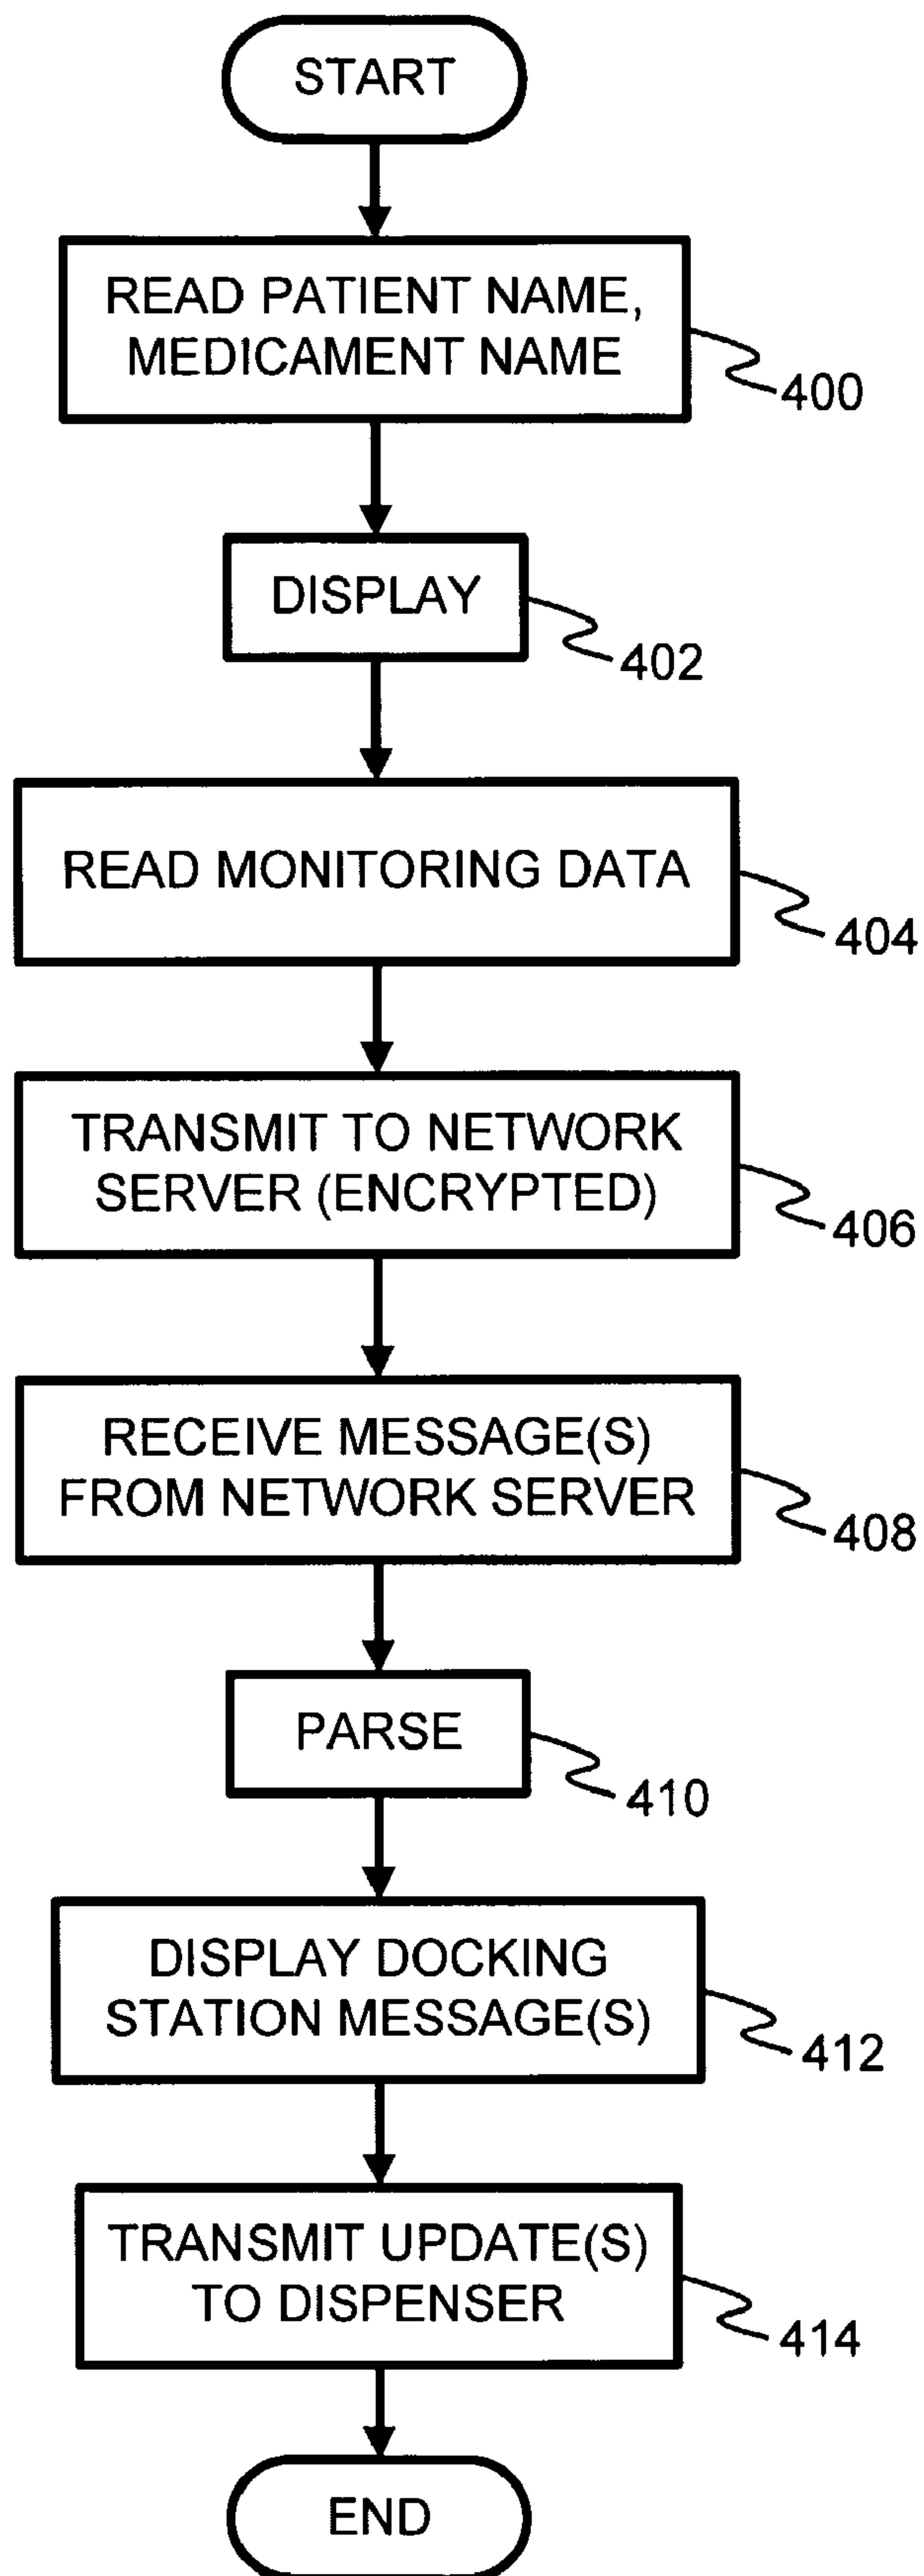 START
READ PATIENT NAME,
MEDICAMENT NAME
400
DISPLAY
402
READ MONITORING DATA
404
TRANSMIT TO NETWORK
SERVER (ENCRYPTED)
406
RECEIVE MESSAGE(S)
FROM NETWORK SERVER
408
PARSE
410
DISPLAY DOCKING
STATION MESSAGE(S)
412
TRANSMIT UPDATE(S)
TO DISPENSER
414
END